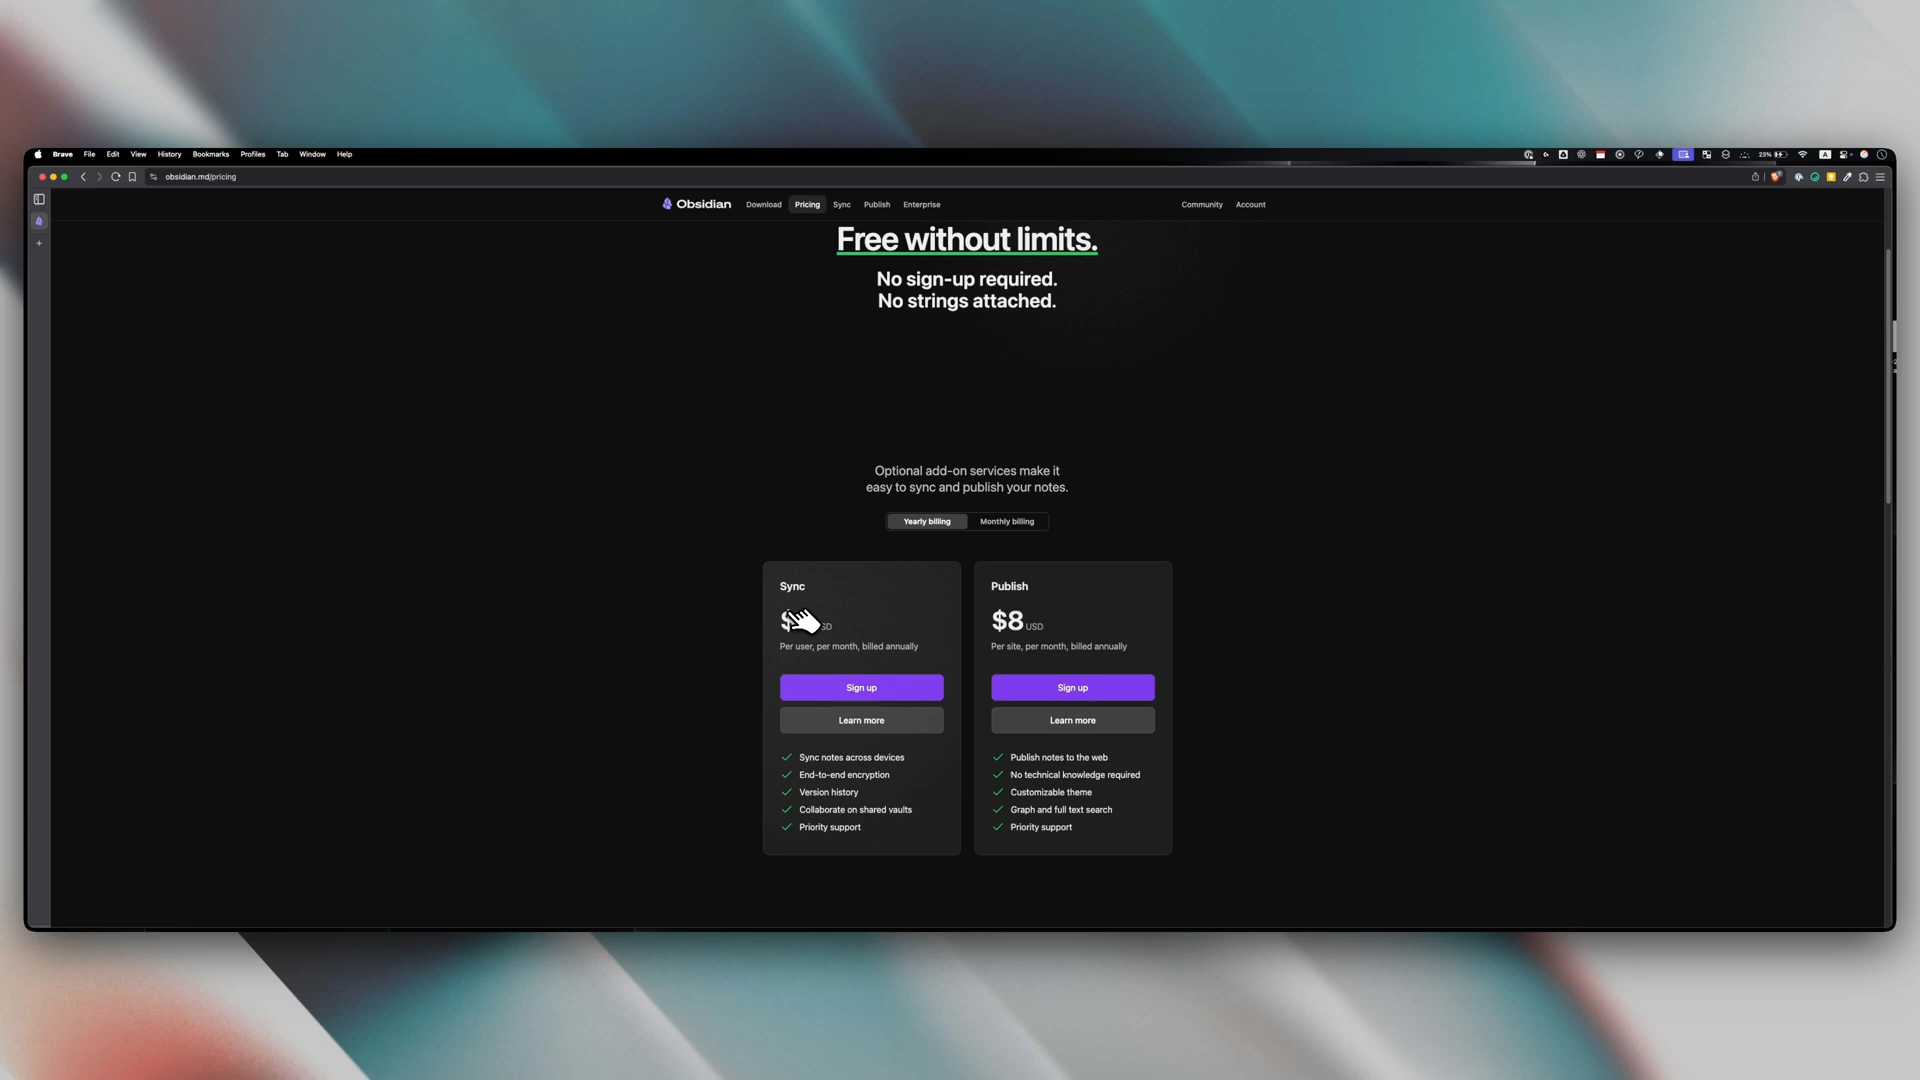 Brave File Edit View History Bookmarks Profiles Tab Window Help
23%
A
obsidian.md/pricing
Obsidian Download Pricing Sync Publish Enterprise Community Account
Free without limits.
No sign-up required.
No strings attached.
Optional add-on services make it
easy to sync and publish your notes.
Yearly billing Monthly billing
Sync
$
Per user, per month, billed annually
Sign up
Learn more
Sync notes across devices
End-to-end encryption
Version history
Collaborate on shared vaults
Priority support
Publish
$8 USD
Per site, per month, billed annually
Sign up
Learn more
Publish notes to the web
No technical knowledge required
Customizable theme
Graph and full text search
Priority support